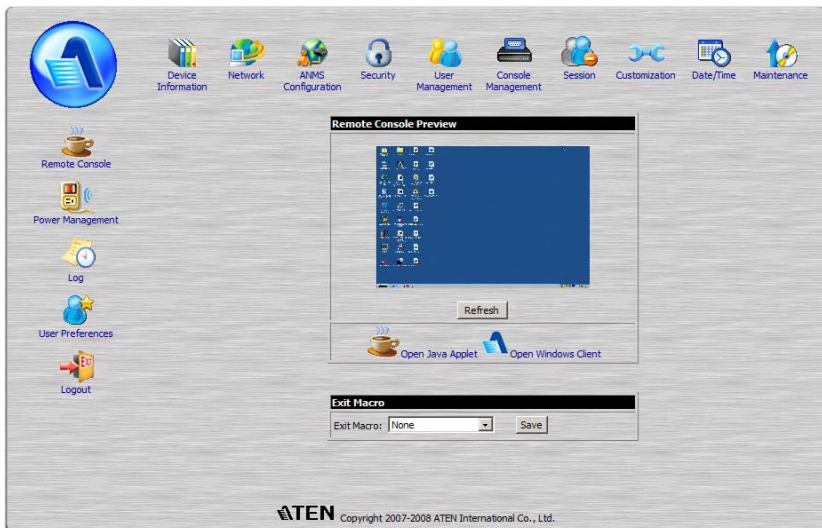 Device Information
Network
ANMS Configuration
Security
User Management
Console Management
Session
Customization
Date/Time
Maintenance
Remote Console
Power Management
Log
User Preferences
Logout
Remote Console Preview
Refresh
Open Java Applet
Open Windows Client
Exit Macro
Exit Macro: None Save
ATEN Copyright 2007-2008 ATEN International Co., Ltd.